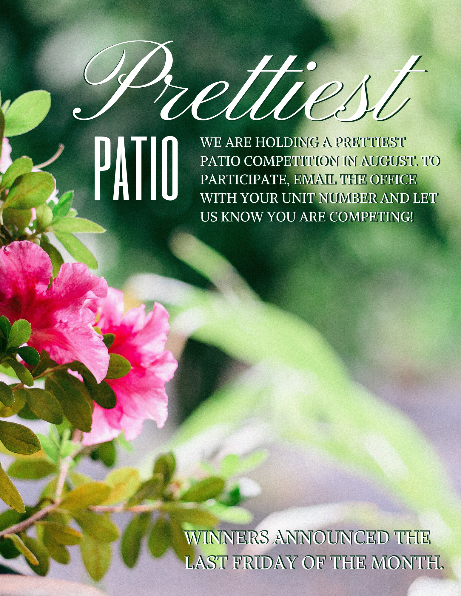 Prettiest
PATIO
WE ARE HOLDING A PRETTIEST
PATIO COMPETITION IN AUGUST. TO
PARTICIPATE, EMAIL THE OFFICE
WITH YOUR UNIT NUMBER AND LET
US KNOW YOU ARE COMPETING!
WINNERS ANNOUNCED THE
LAST FRIDAY OF THE MONTH.